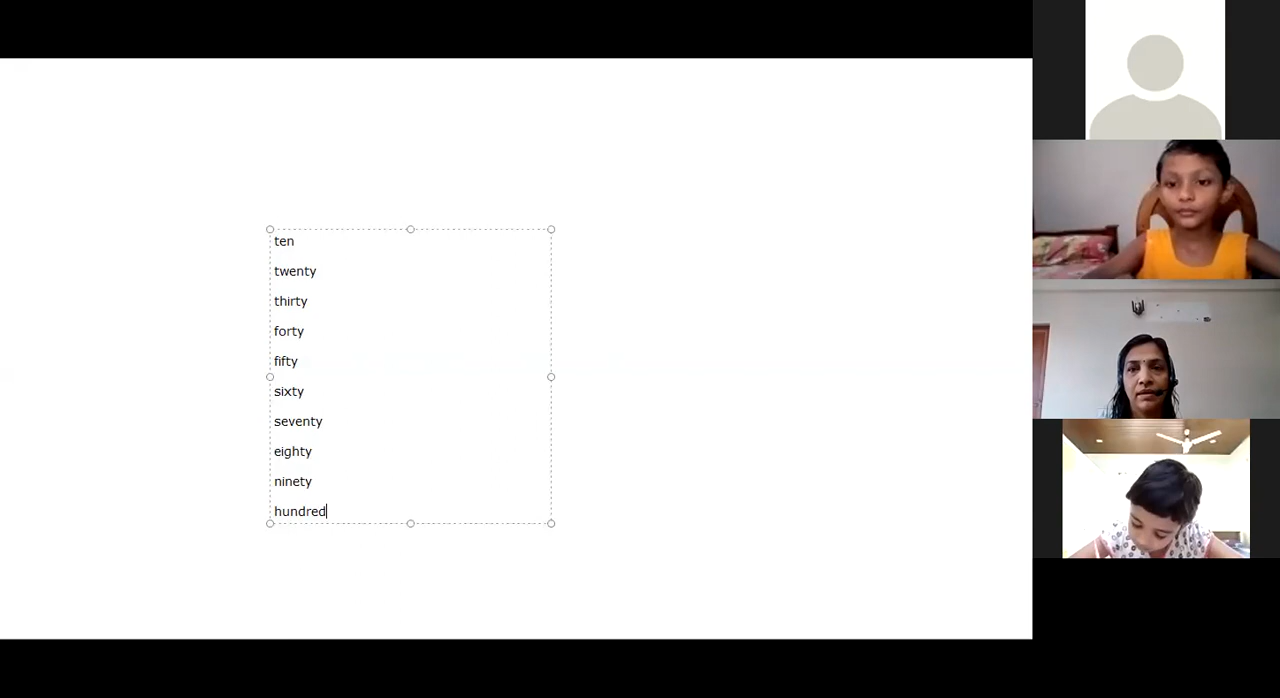 ten
twenty
thirty
forty
fifty
sixty
seventy
eighty
ninety
hundred